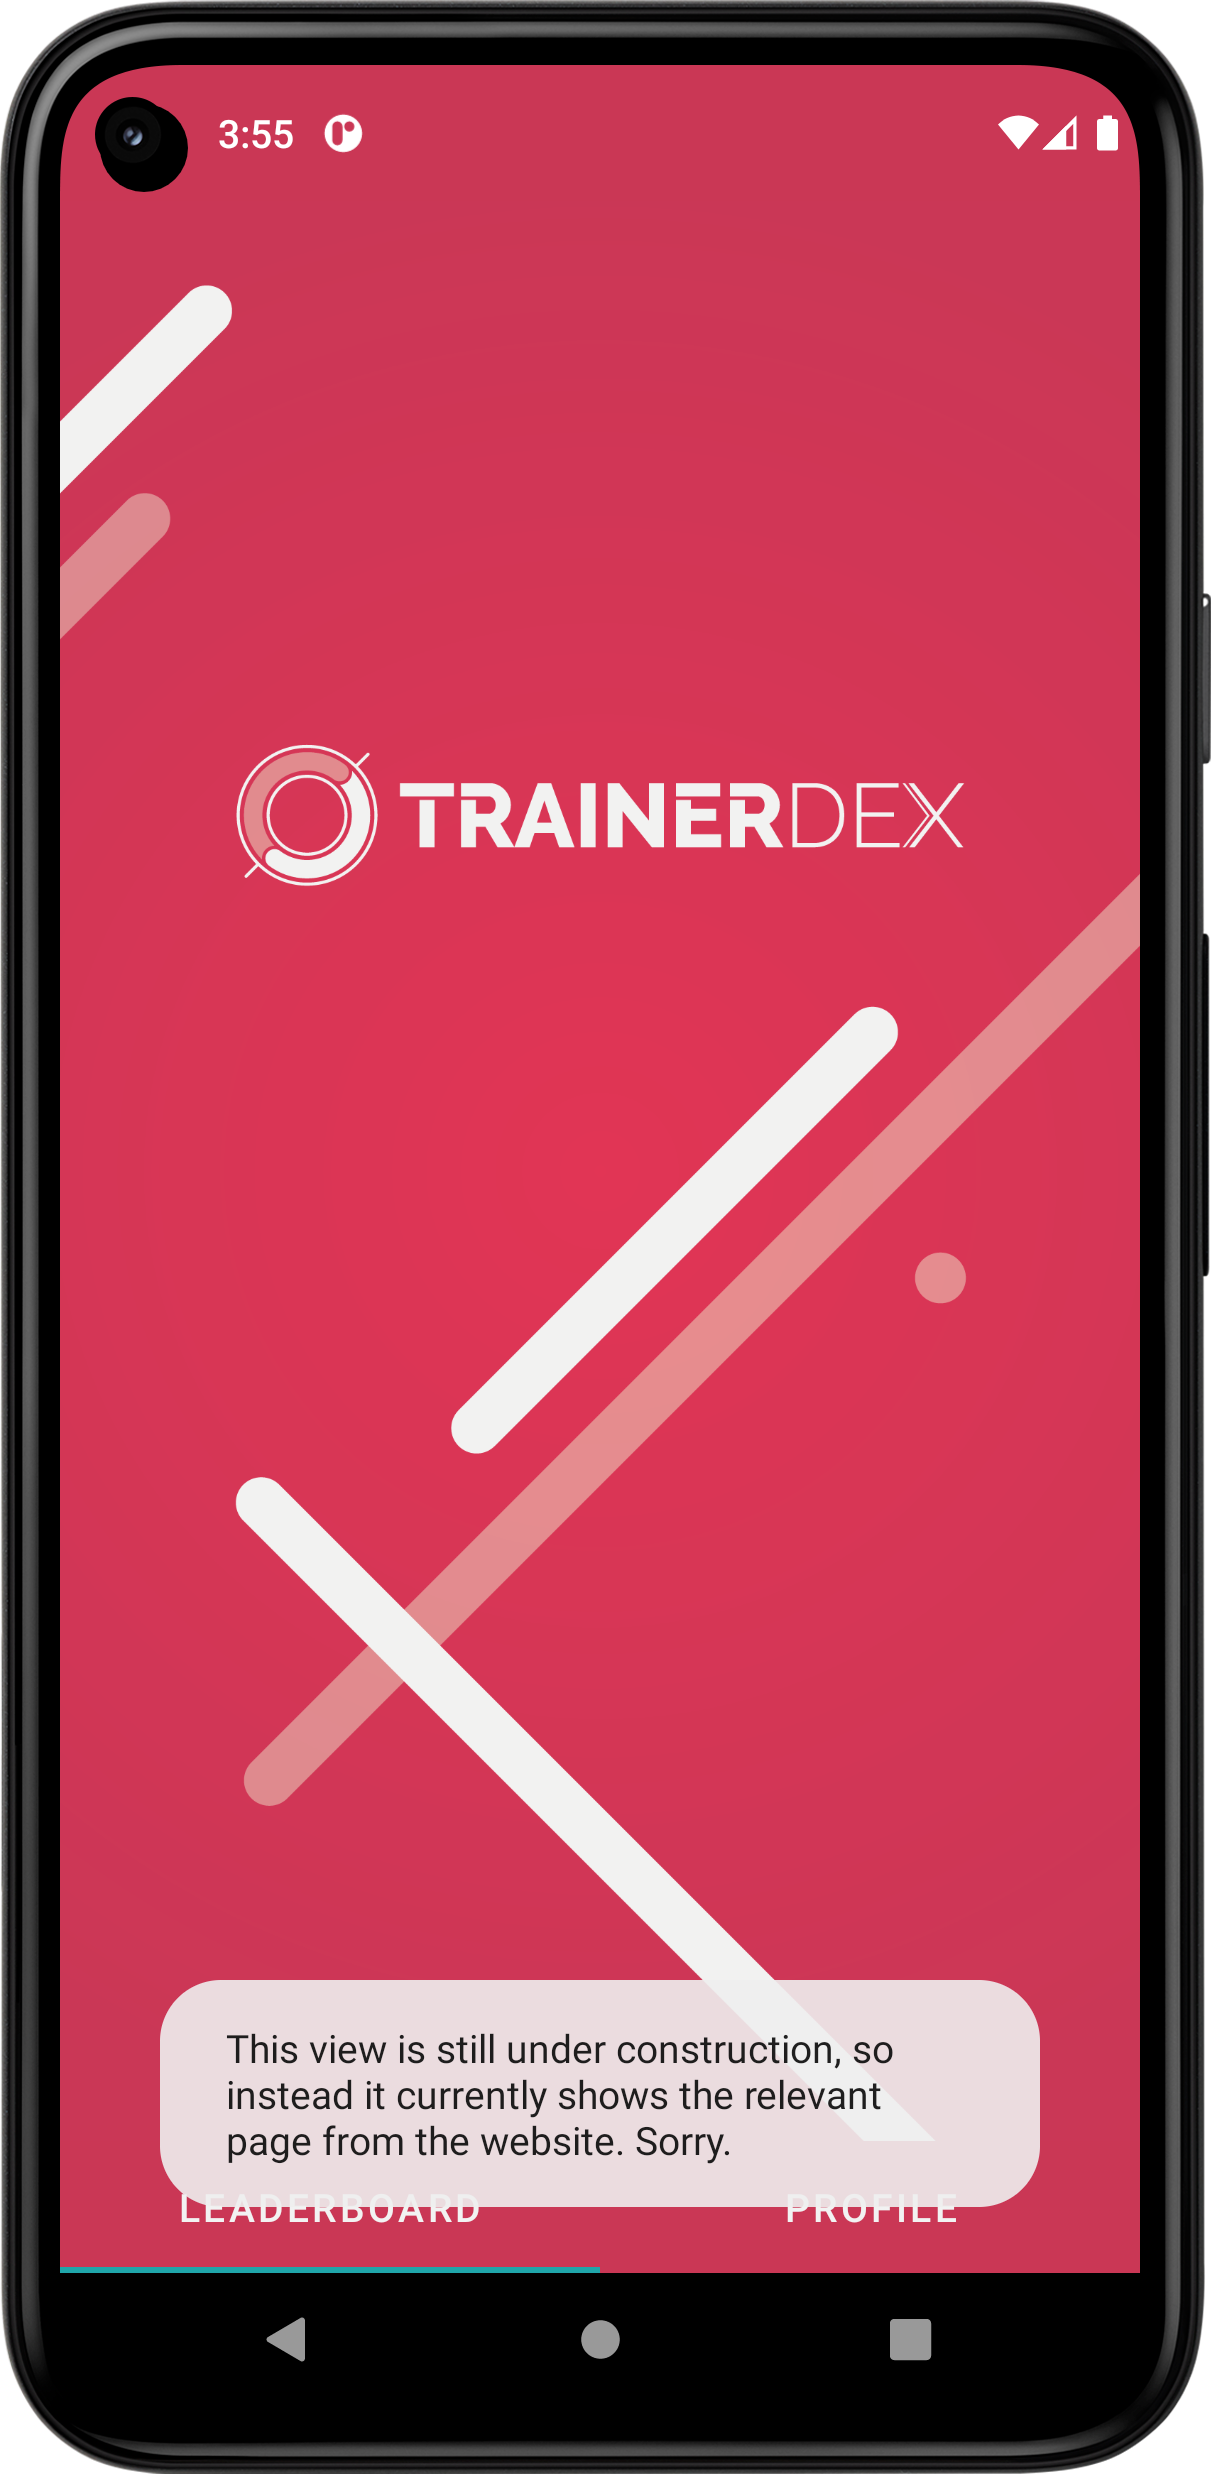 3:55
TRAINERDEX
This view is still under construction, so
instead it currently shows the relevant
page from the website. Sorry.
LEADERBOARD PROFILE